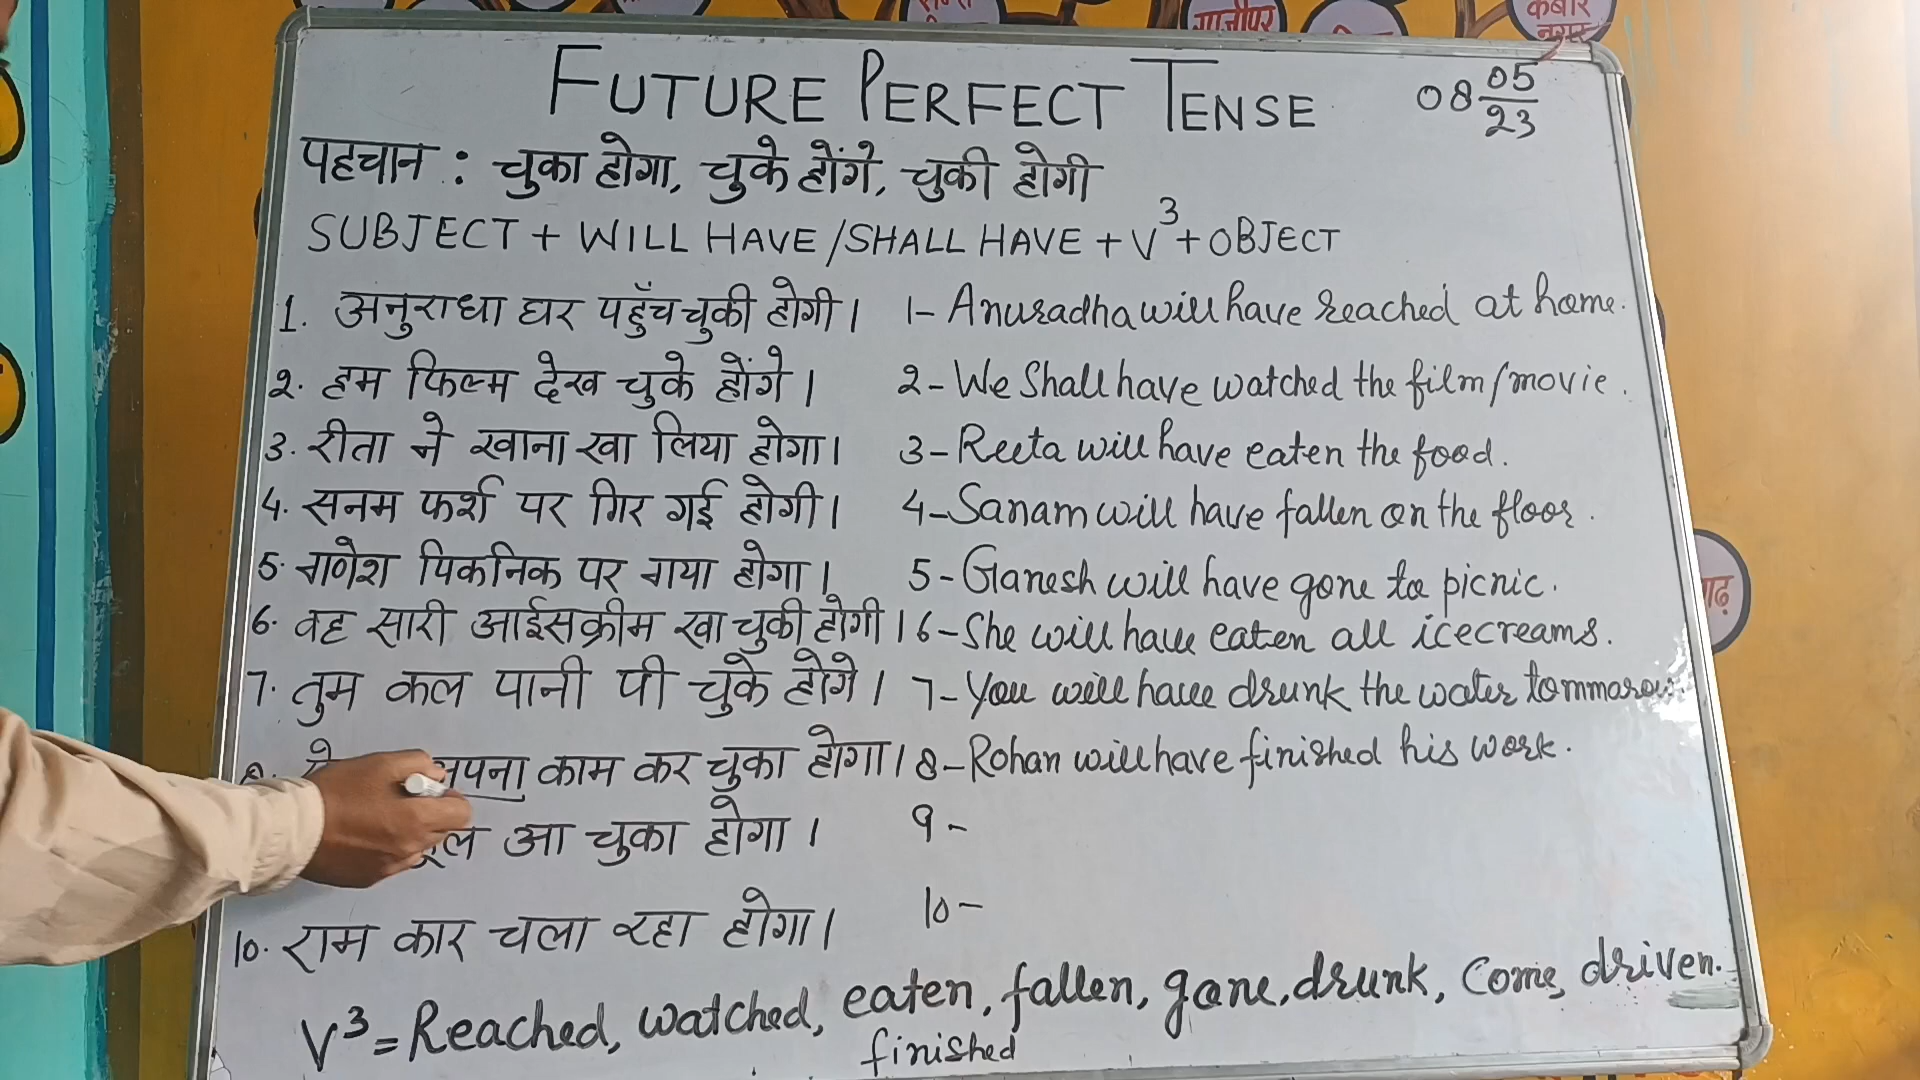 गाजीपुर
कबीर
नगर
FUTURE PERFECT TENSE
08 05/23
पहचान : चुका होगा, चुके होंगे, चुकी होगी
SUBJECT + WILL HAVE /SHALL HAVE + V³ + OBJECT
1. अनुराधा घर पहुँच चुकी होगी। 1- Anuradha will have reached at home.
2. हम फिल्म देख चुके होंगे। 2- We Shall have watched the film/movie.
3. रीता ने खाना खा लिया होगा। 3- Reeta will have eaten the food.
4. सनम फर्श पर गिर गई होगी। 4- Sanam will have fallen on the floor.
5. गणेश पिकनिक पर गया होगा। 5- Ganesh will have gone to picnic.
6. वह सारी आईसक्रीम खा चुकी होगी। 6- She will have eaten all icecreams.
7. तुम कल पानी पी चुके होगे। 7- You will have drunk the water tommarow.
अपना काम कर चुका होगा। 8- Rohan will have finished his work.
आ चुका होगा। 9-
10. राम कार चला रहा होगा। 10-
V³ = Reached, watched, eaten, fallen, gone, drunk, Come, driven.
finished